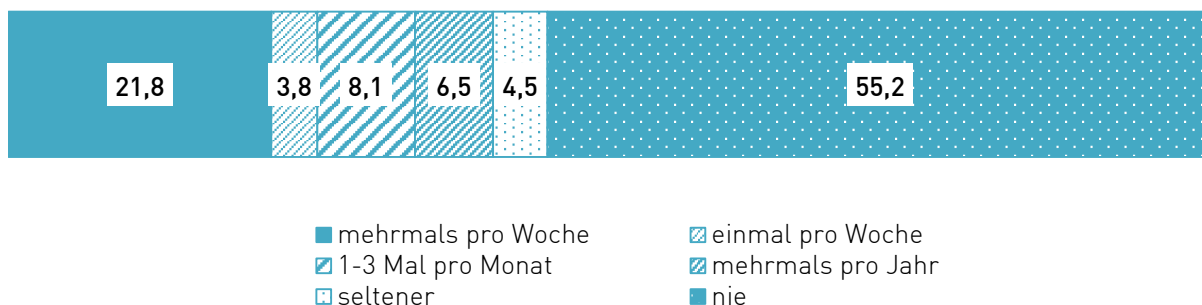 21,8 3,8 8,1 6,5 4,5 55,2
mehrmals pro Woche einmal pro Woche
1-3 Mal pro Monat mehrmals pro Jahr
seltener nie